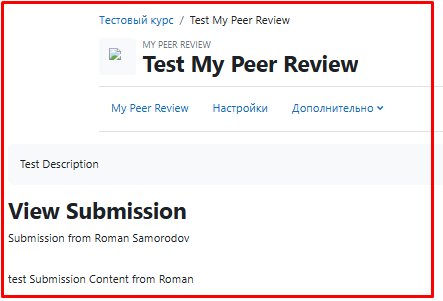 Тестовый курс / Test My Peer Review
MY PEER REVIEW
Test My Peer Review
My Peer Review Настройки Дополнительно
Test Description
View Submission
Submission from Roman Samorodov
test Submission Content from Roman